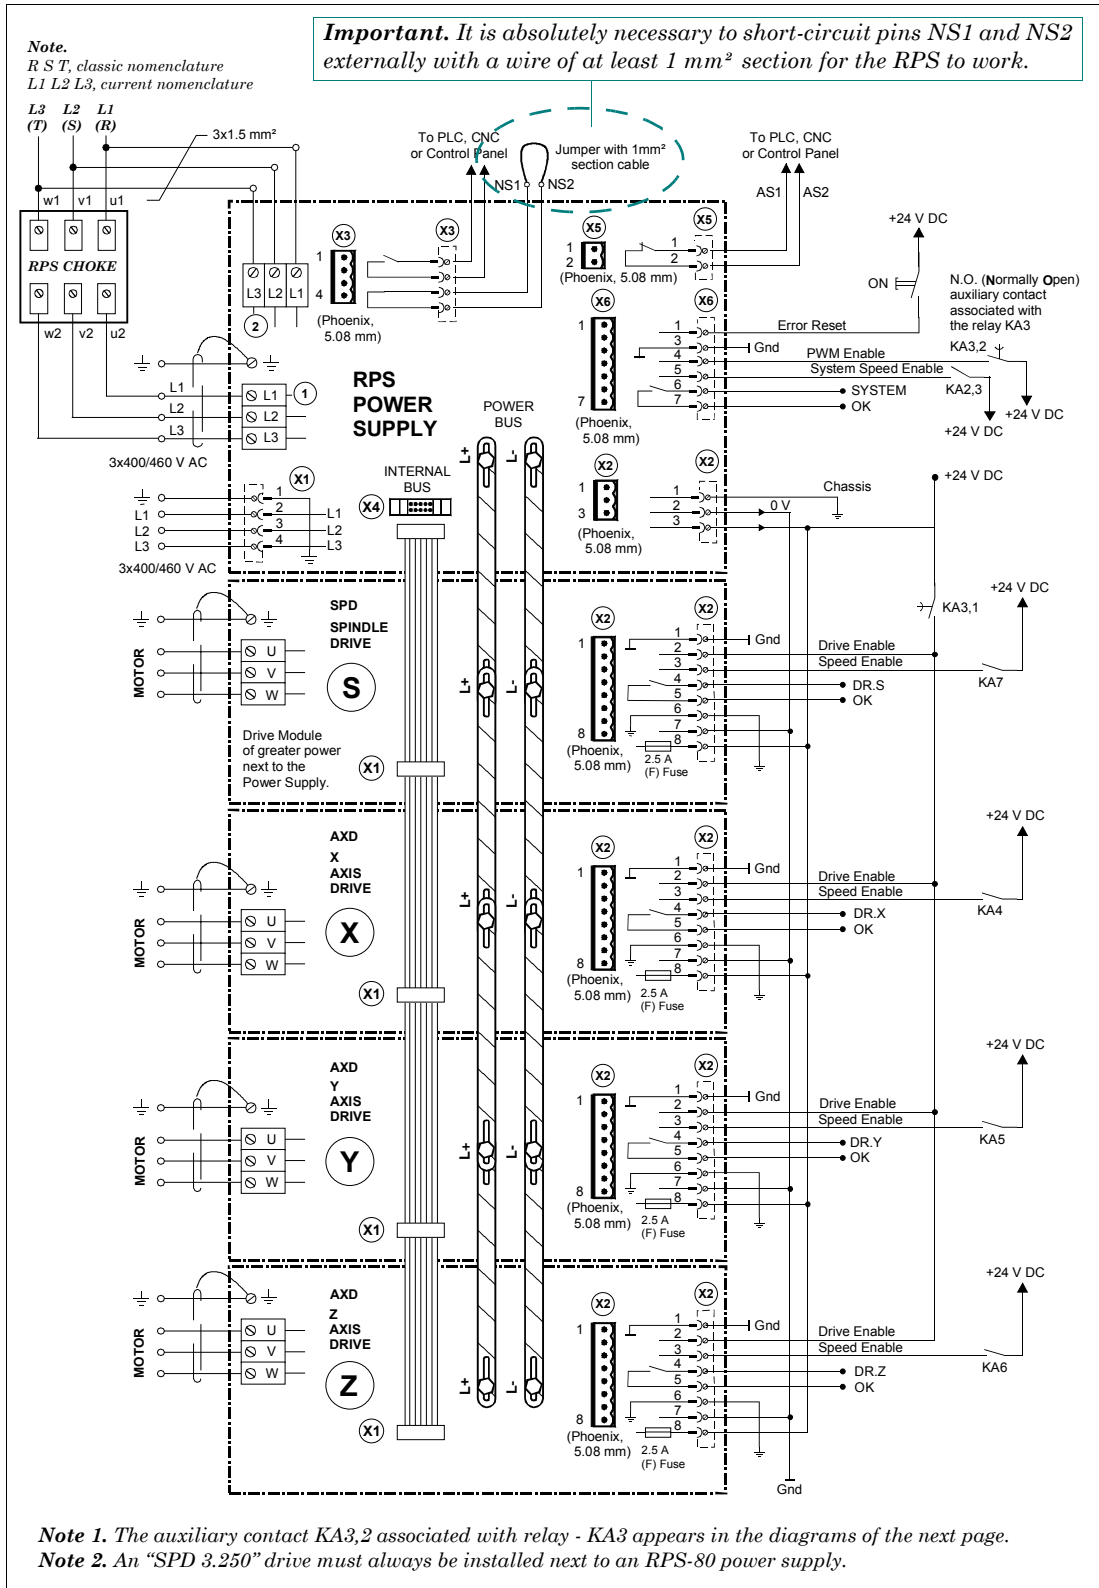 Important. It is absolutely necessary to short-circuit pins NS1 and NS2
externally with a wire of at least 1 mm² section for the RPS to work.
Note.
R S T, classic nomenclature
L1 L2 L3, current nomenclature
L3 L2 L1
(T) (S) (R)
3x1.5 mm²
To PLC, CNC
or Control Panel
Jumper with 1mm²
section cable
NS1 NS2
To PLC, CNC
or Control Panel
AS1 AS2
w1 v1 u1
RPS CHOKE
w2 v2 u2
L3 L2 L1
2
X3
1
4
(Phoenix,
5.08 mm)
X3
X5
1
2
(Phoenix, 5.08 mm)
X5
1
2
+24 V DC
ON
N.O. (Normally Open)
auxiliary contact
associated with
the relay KA3
X6
1
7
(Phoenix,
5.08 mm)
X6
1 Error Reset
3 Gnd
4 PWM Enable KA3,2
5 System Speed Enable KA2,3
6 SYSTEM
7 OK
+24 V DC
+24 V DC
L1 L1 1
L2 L2
L3 L3
3x400/460 V AC
RPS
POWER
SUPPLY
POWER
BUS
L+ L-
INTERNAL
BUS
X4
X1
1
L1 2 L1
L2 3 L2
L3 4 L3
3x400/460 V AC
X2
1
3
(Phoenix,
5.08 mm)
X2
1 Chassis
2 0 V
3
+24 V DC
KA3,1
SPD
SPINDLE
DRIVE
S
MOTOR
U
V
W
Drive Module
of greater power
next to the
Power Supply.
X1
L+ L-
X2
1
8
(Phoenix,
5.08 mm)
X2
1 Gnd
2 Drive Enable
3 Speed Enable
4 DR.S
5 OK
6
7
8
2.5 A
(F) Fuse
+24 V DC
KA7
AXD
X
AXIS
DRIVE
X
MOTOR
U
V
W
X1
L+ L-
X2
1
8
(Phoenix,
5.08 mm)
X2
1 Gnd
2 Drive Enable
3 Speed Enable
4 DR.X
5 OK
6
7
8
2.5 A
(F) Fuse
+24 V DC
KA4
AXD
Y
AXIS
DRIVE
Y
MOTOR
U
V
W
X1
L+ L-
X2
1
8
(Phoenix,
5.08 mm)
X2
1 Gnd
2 Drive Enable
3 Speed Enable
4 DR.Y
5 OK
6
7
8
2.5 A
(F) Fuse
+24 V DC
KA5
AXD
Z
AXIS
DRIVE
Z
MOTOR
U
V
W
X1
L+ L-
X2
1
8
(Phoenix,
5.08 mm)
X2
1 Gnd
2 Drive Enable
3 Speed Enable
4 DR.Z
5 OK
6
7
8
2.5 A
(F) Fuse
+24 V DC
KA6
Gnd
Note 1. The auxiliary contact KA3,2 associated with relay - KA3 appears in the diagrams of the next page.
Note 2. An “SPD 3.250” drive must always be installed next to an RPS-80 power supply.